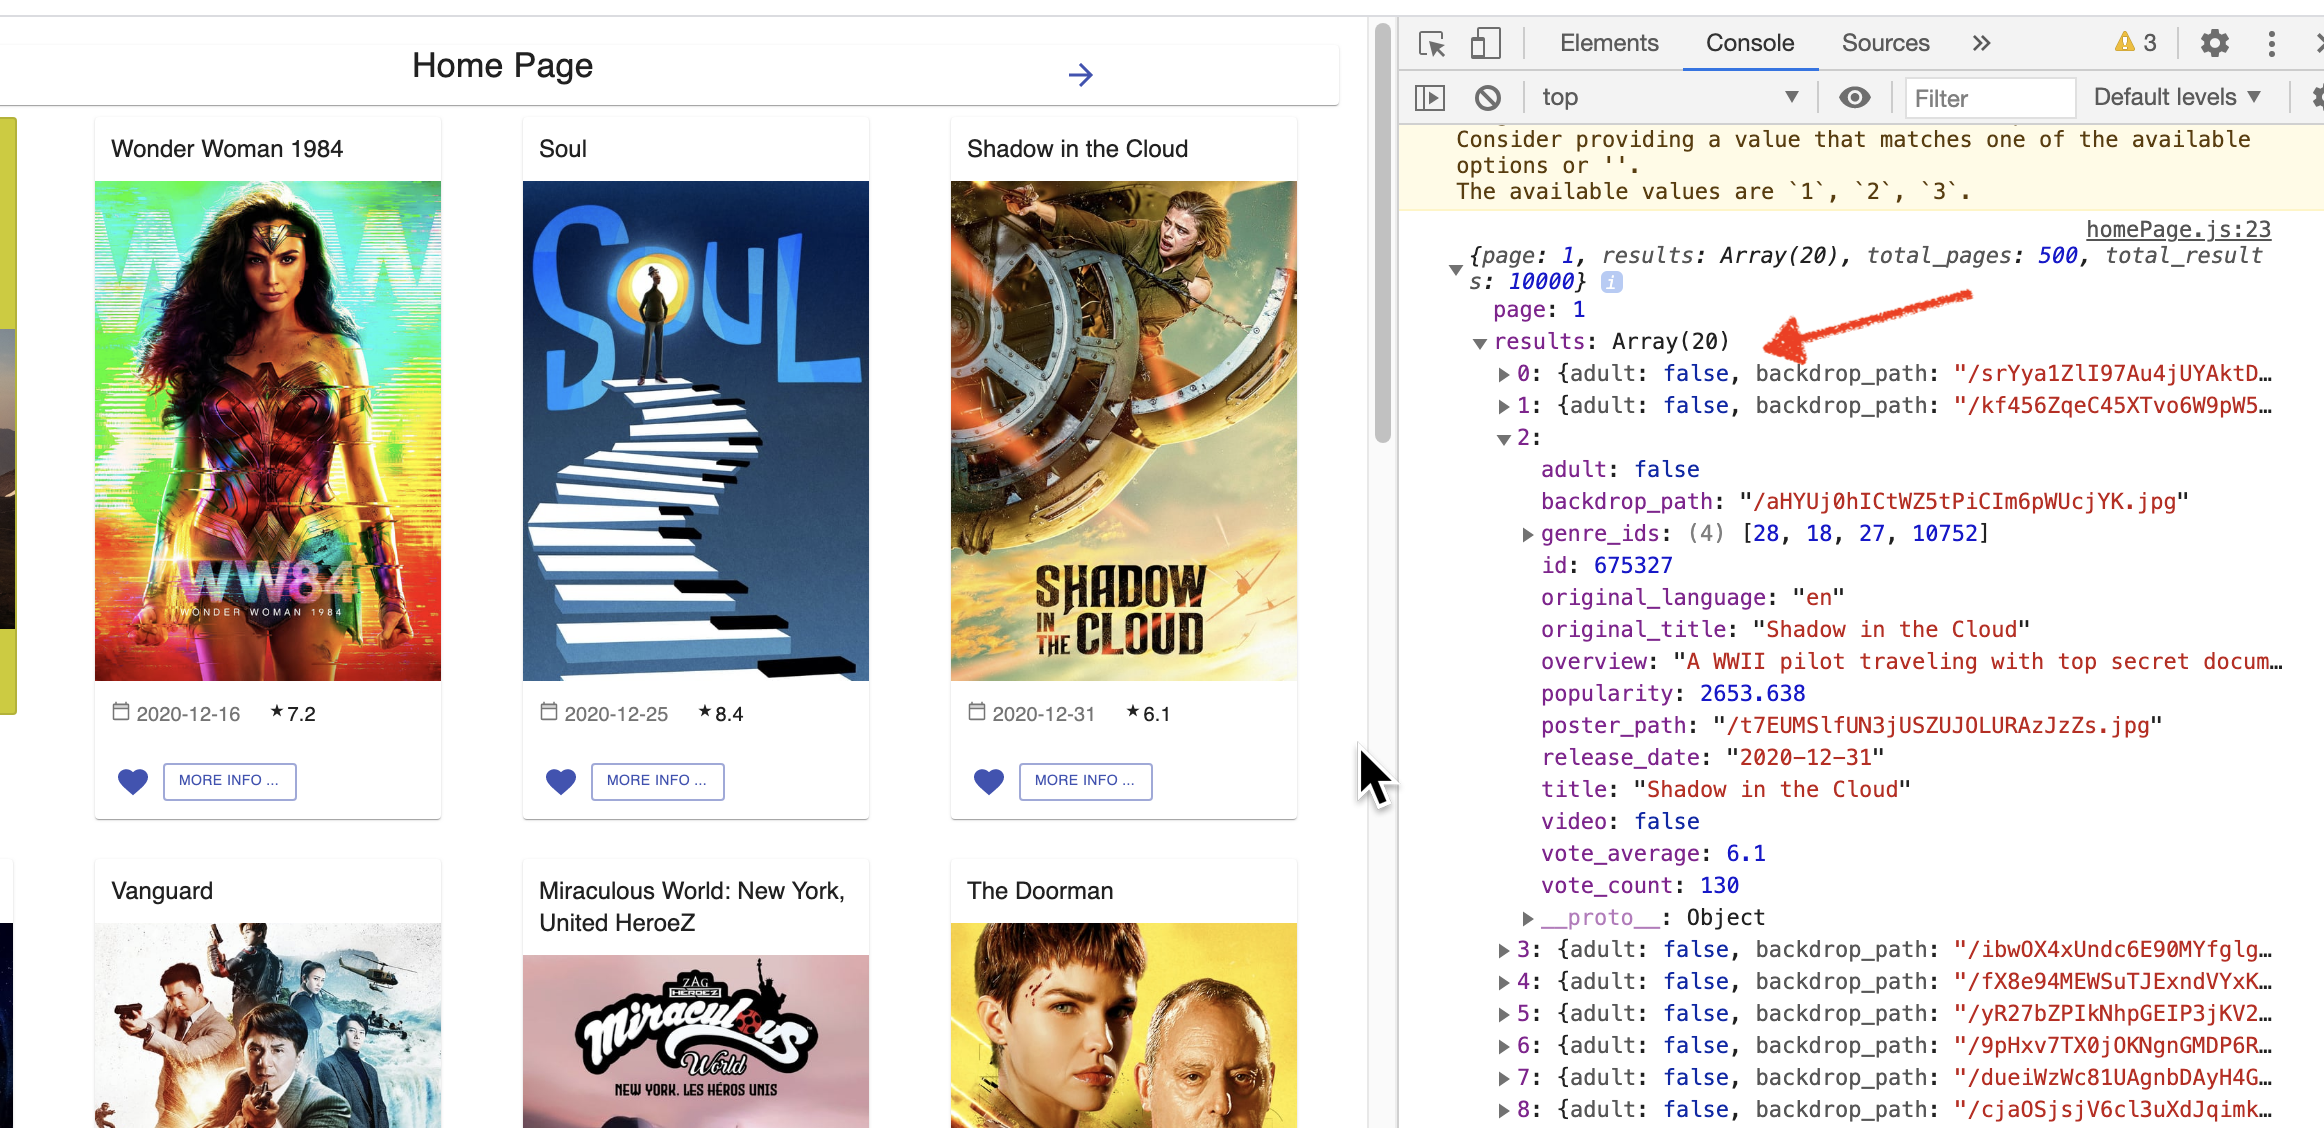 Home Page
Wonder Woman 1984
WW84
WONDER WOMAN 1984
2020-12-16 ★ 7.2
MORE INFO ...
Soul
SOUL
2020-12-25 ★ 8.4
MORE INFO ...
Shadow in the Cloud
SHADOW
IN THE CLOUD
2020-12-31 ★ 6.1
MORE INFO ...
Vanguard
Miraculous World: New York,
United HeroeZ
ZAG
HEROEZ
Miraculous
World
NEW YORK, LES HÉROS UNIS
The Doorman
Elements Console Sources » 3
top ▼ Filter Default levels ▼
Consider providing a value that matches one of the available
options or ''.
The available values are `1`, `2`, `3`.
homePage.js:23
{page: 1, results: Array(20), total_pages: 500, total_result
s: 10000} i
page: 1
results: Array(20)
0: {adult: false, backdrop_path: "/srYya1ZlI97Au4jUYAktD…
1: {adult: false, backdrop_path: "/kf456ZqeC45XTvo6W9pW5…
2:
adult: false
backdrop_path: "/aHYUj0hICtWZ5tPiCIm6pWUcjYK.jpg"
genre_ids: (4) [28, 18, 27, 10752]
id: 675327
original_language: "en"
original_title: "Shadow in the Cloud"
overview: "A WWII pilot traveling with top secret docum…
popularity: 2653.638
poster_path: "/t7EUMSlfUN3jUSZUJOLURAzJzZs.jpg"
release_date: "2020-12-31"
title: "Shadow in the Cloud"
video: false
vote_average: 6.1
vote_count: 130
__proto__: Object
3: {adult: false, backdrop_path: "/ibwOX4xUndc6E90MYfglg…
4: {adult: false, backdrop_path: "/fX8e94MEWSuTJExndVYxK…
5: {adult: false, backdrop_path: "/yR27bZPIkNhpGEIP3jKV2…
6: {adult: false, backdrop_path: "/9pHxv7TX0jOKNgnGMDP6R…
7: {adult: false, backdrop_path: "/dueiWzWc81UAgnbDAyH4G…
8: {adult: false, backdrop_path: "/cjaOSjsjV6cl3uXdJqimk…